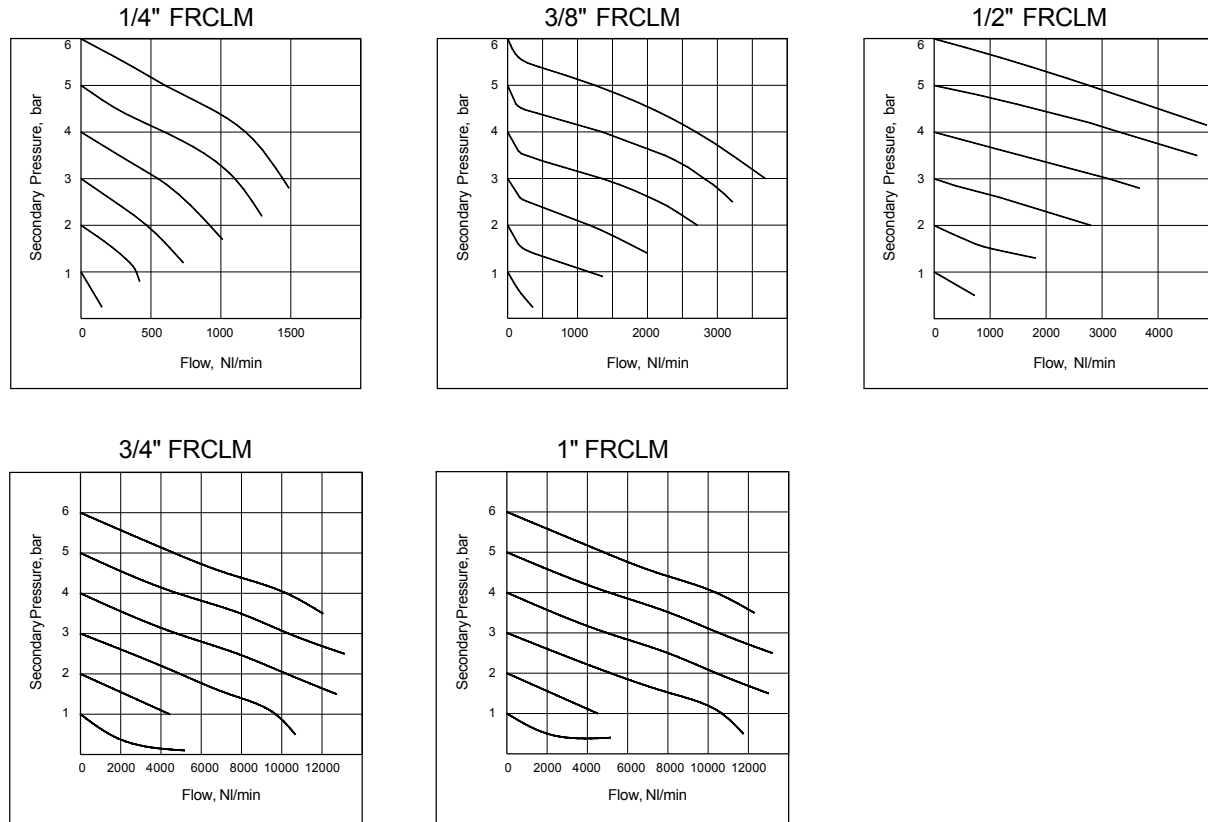 1/4" FRCLM
Secondary Pressure, bar
6
5
4
3
2
1
0 500 1000 1500
Flow, Nl/min
3/8" FRCLM
Secondary Pressure, bar
6
5
4
3
2
1
0 1000 2000 3000
Flow, Nl/min
1/2" FRCLM
Secondary Pressure, bar
6
5
4
3
2
1
0 1000 2000 3000 4000
Flow, Nl/min
3/4" FRCLM
Secondary Pressure, bar
6
5
4
3
2
1
0 2000 4000 6000 8000 10000 12000
Flow, Nl/min
1" FRCLM
Secondary Pressure, bar
6
5
4
3
2
1
0 2000 4000 6000 8000 10000 12000
Flow, Nl/min